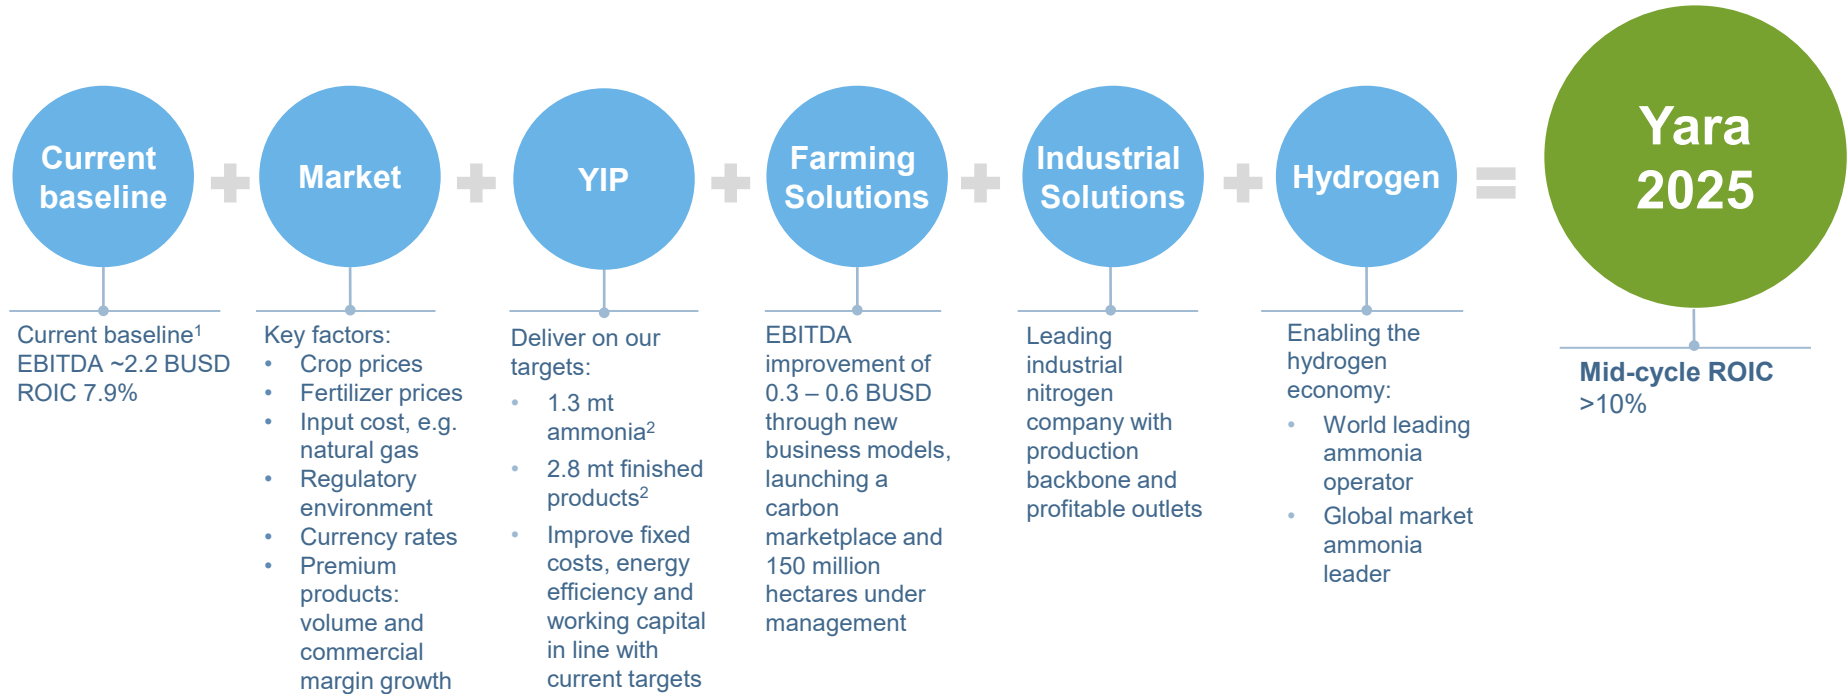 Current
baseline
Market
YIP
Farming
Solutions
Industrial
Solutions
Hydrogen
Yara
2025
Current baseline¹
EBITDA ~2.2 BUSD
ROIC 7.9%
Key factors:
• Crop prices
• Fertilizer prices
• Input cost, e.g.
natural gas
• Regulatory
environment
• Currency rates
• Premium
products:
volume and
commercial
margin growth
Deliver on our
targets:
• 1.3 mt
ammonia²
• 2.8 mt finished
products²
• Improve fixed
costs, energy
efficiency and
working capital
in line with
current targets
EBITDA
improvement of
0.3 – 0.6 BUSD
through new
business models,
launching a
carbon
marketplace and
150 million
hectares under
management
Leading
industrial
nitrogen
company with
production
backbone and
profitable outlets
Enabling the
hydrogen
economy:
• World leading
ammonia
operator
• Global market
ammonia
leader
Mid-cycle ROIC
>10%